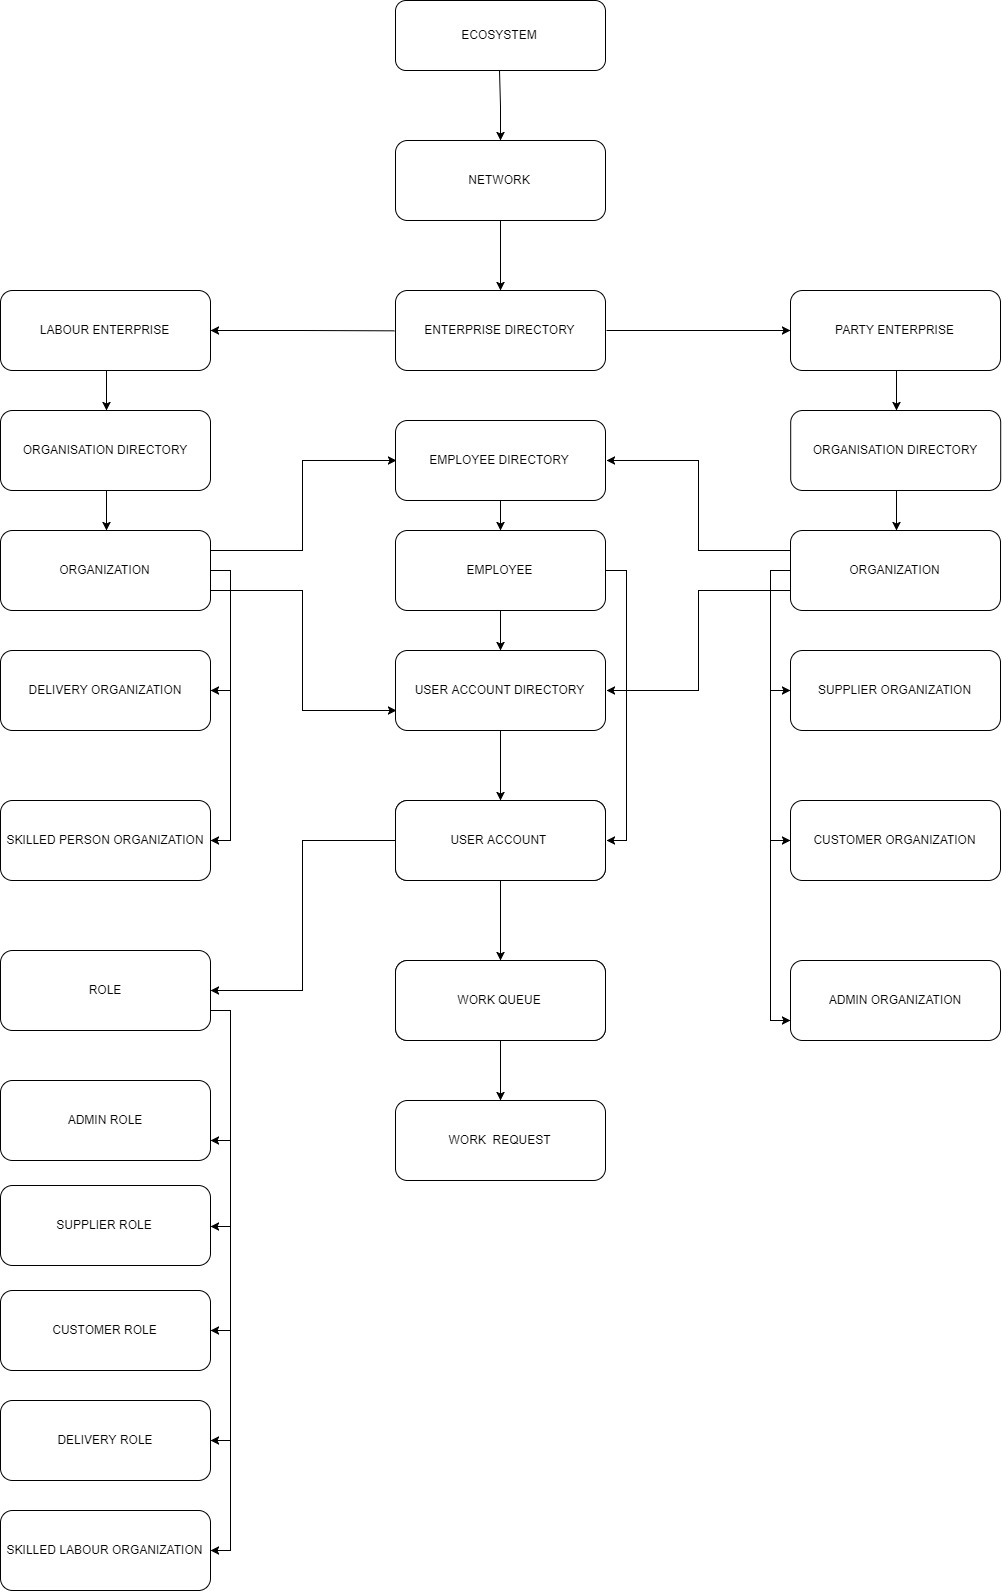 ECOSYSTEM
NETWORK
LABOUR ENTERPRISE
ENTERPRISE DIRECTORY
PARTY ENTERPRISE
ORGANISATION DIRECTORY
EMPLOYEE DIRECTORY
ORGANISATION DIRECTORY
ORGANIZATION
EMPLOYEE
ORGANIZATION
DELIVERY ORGANIZATION
USER ACCOUNT DIRECTORY
SUPPLIER ORGANIZATION
SKILLED PERSON ORGANIZATION
USER ACCOUNT
CUSTOMER ORGANIZATION
ROLE
WORK QUEUE
ADMIN ORGANIZATION
ADMIN ROLE
WORK  REQUEST
SUPPLIER ROLE
CUSTOMER ROLE
DELIVERY ROLE
SKILLED LABOUR ORGANIZATION